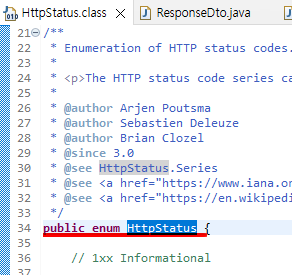 HttpStatus.class
ResponseDto.java
21 /**
22 * Enumeration of HTTP status codes.
23 *
24 * <p>The HTTP status code series ca
25 *
26 * @author Arjen Poutsma
27 * @author Sebastien Deleuze
28 * @author Brian Clozel
29 * @since 3.0
30 * @see HttpStatus.Series
31 * @see <a href="https://www.iana.or
32 * @see <a href="https://en.wikiped
33 */
34 public enum HttpStatus {
35
36 // 1xx Informational